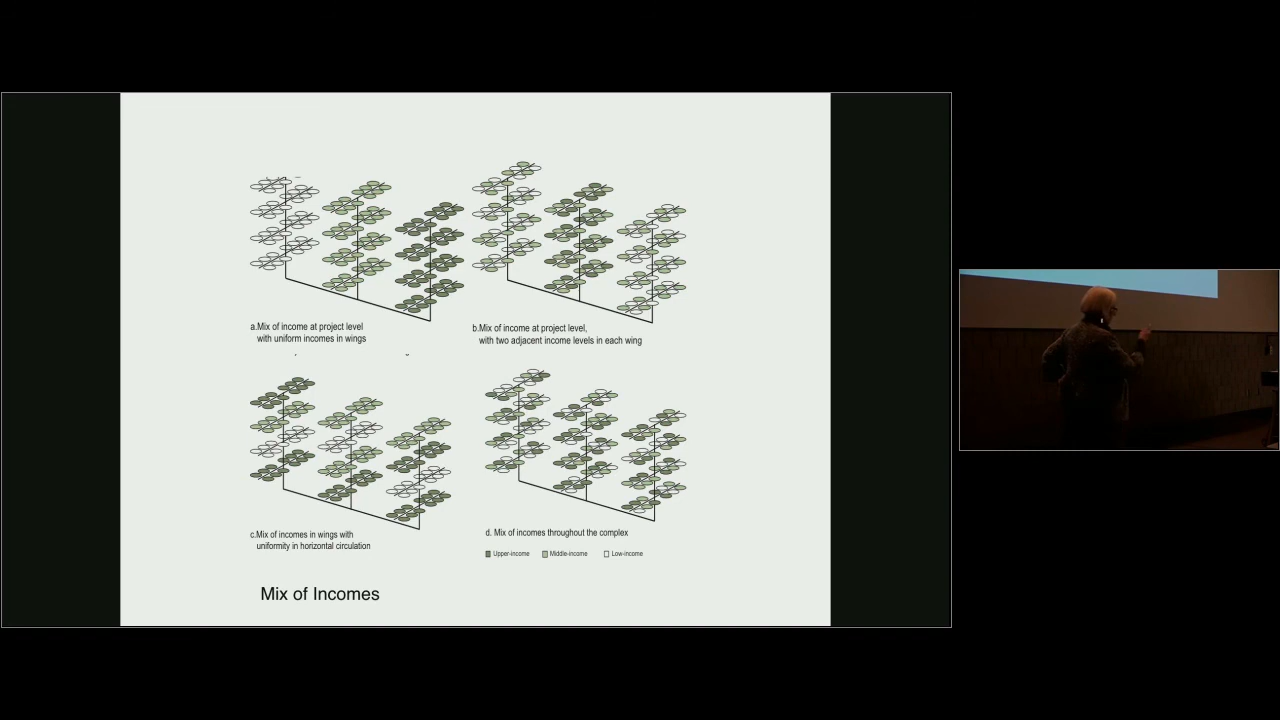 a.Mix of income at project level
with uniform incomes in wings
b.Mix of income at project level,
with two adjacent income levels in each wing
c.Mix of incomes in wings with
uniformity in horizontal circulation
d. Mix of incomes throughout the complex
Upper-income
Middle-income
Low-income
Mix of Incomes